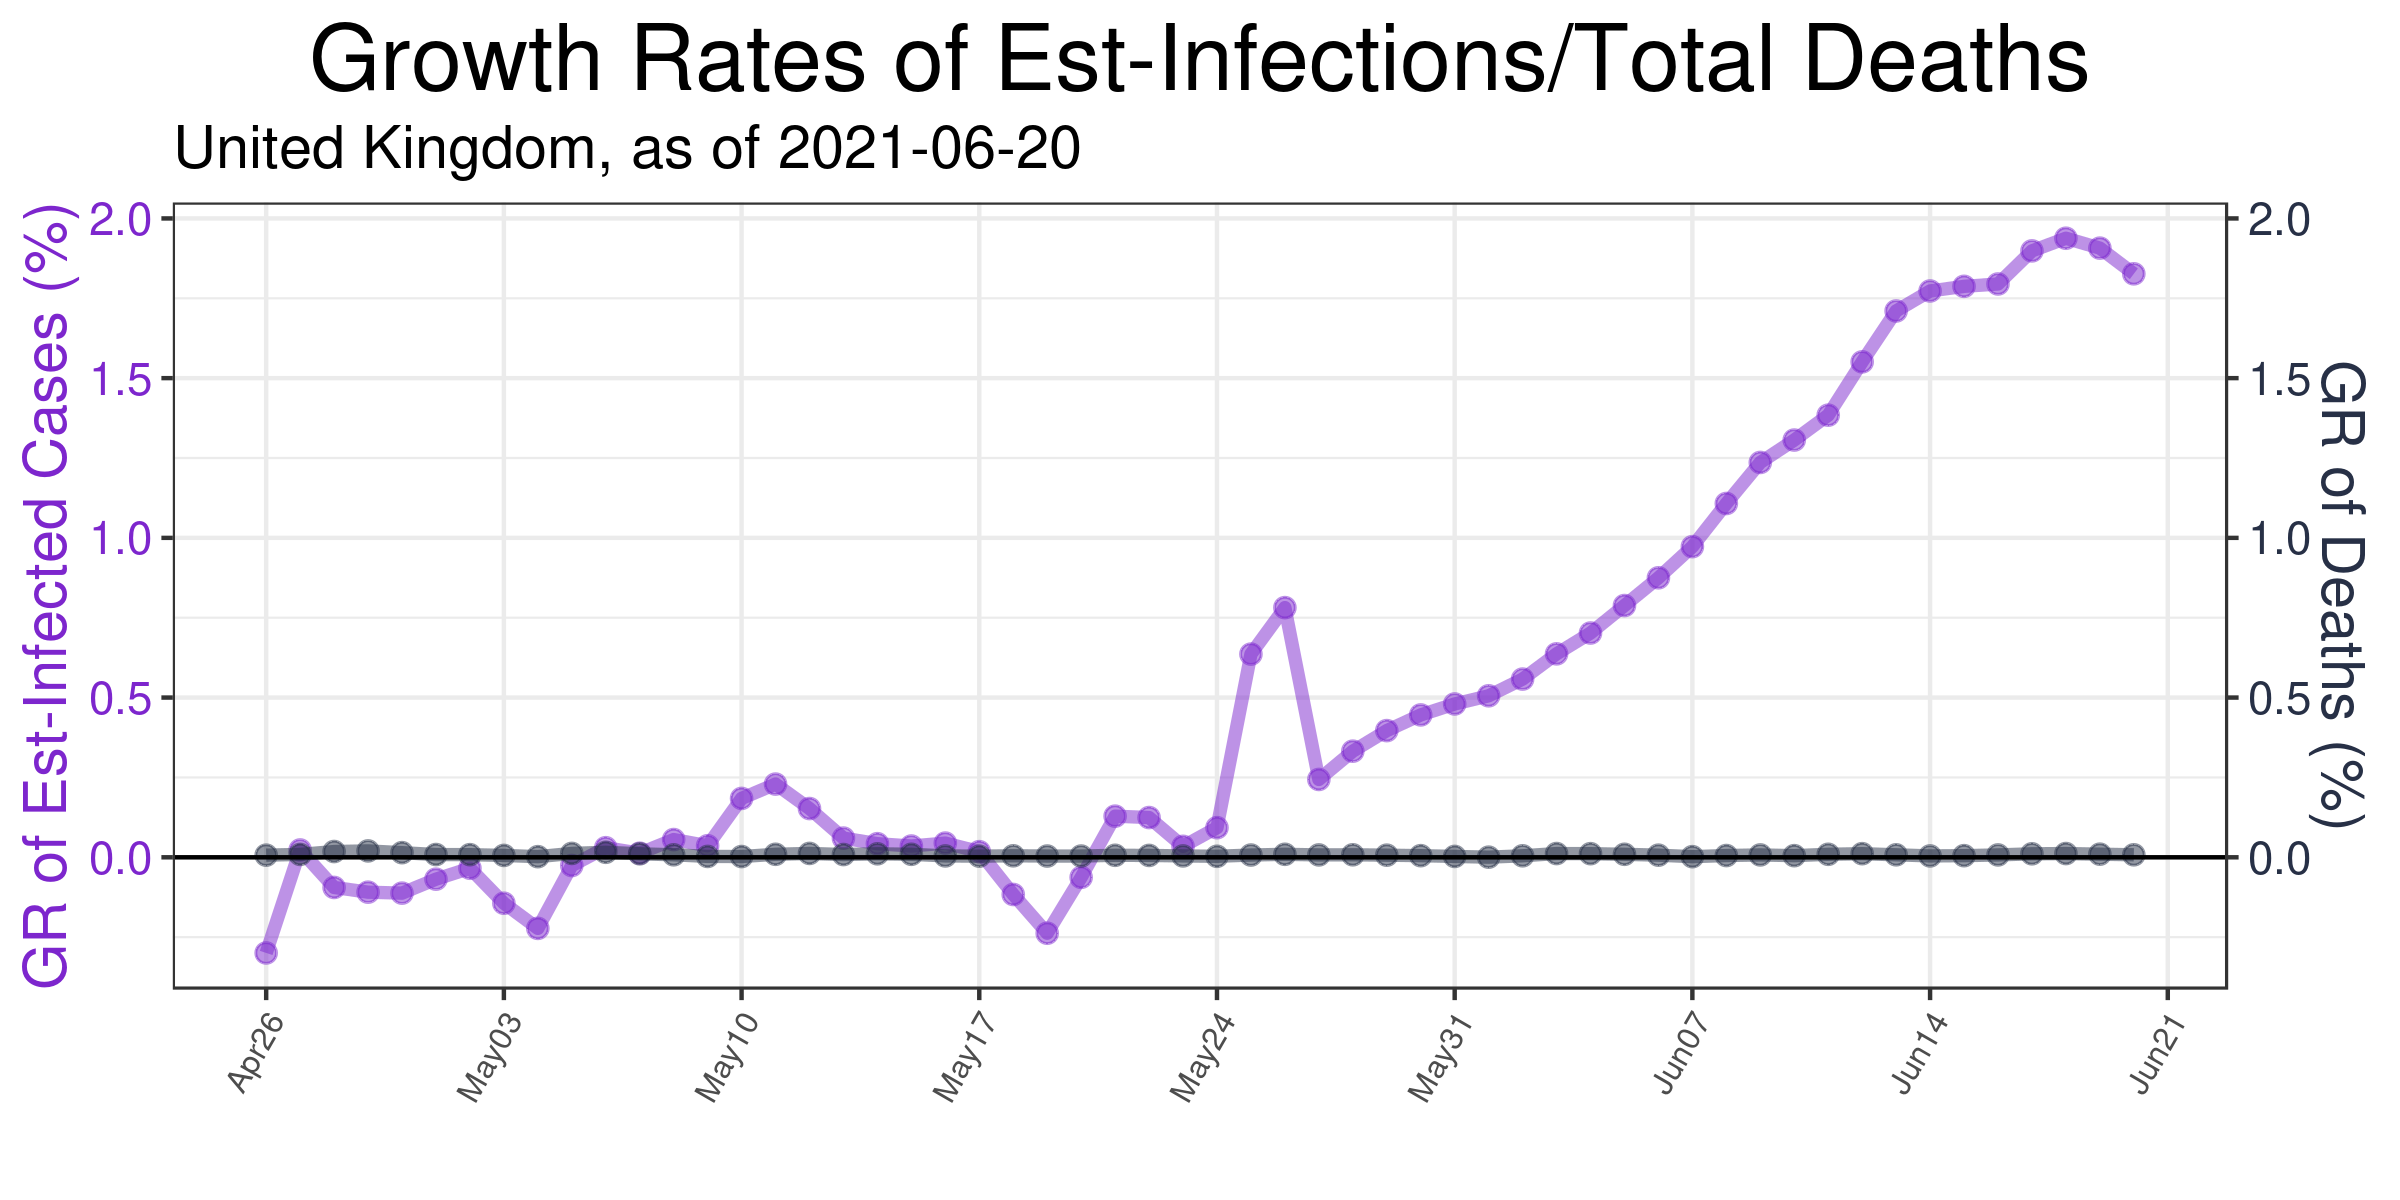 Growth Rates of Est-Infections/Total Deaths
United Kingdom, as of 2021-06-20
GR of Est-Infected Cases (%)
2.0
1.5
1.0
0.5
0.0
2.0
1.5
1.0
0.5
0.0
GR of Deaths (%)
Apr26
May03
May10
May17
May24
May31
Jun07
Jun14
Jun21